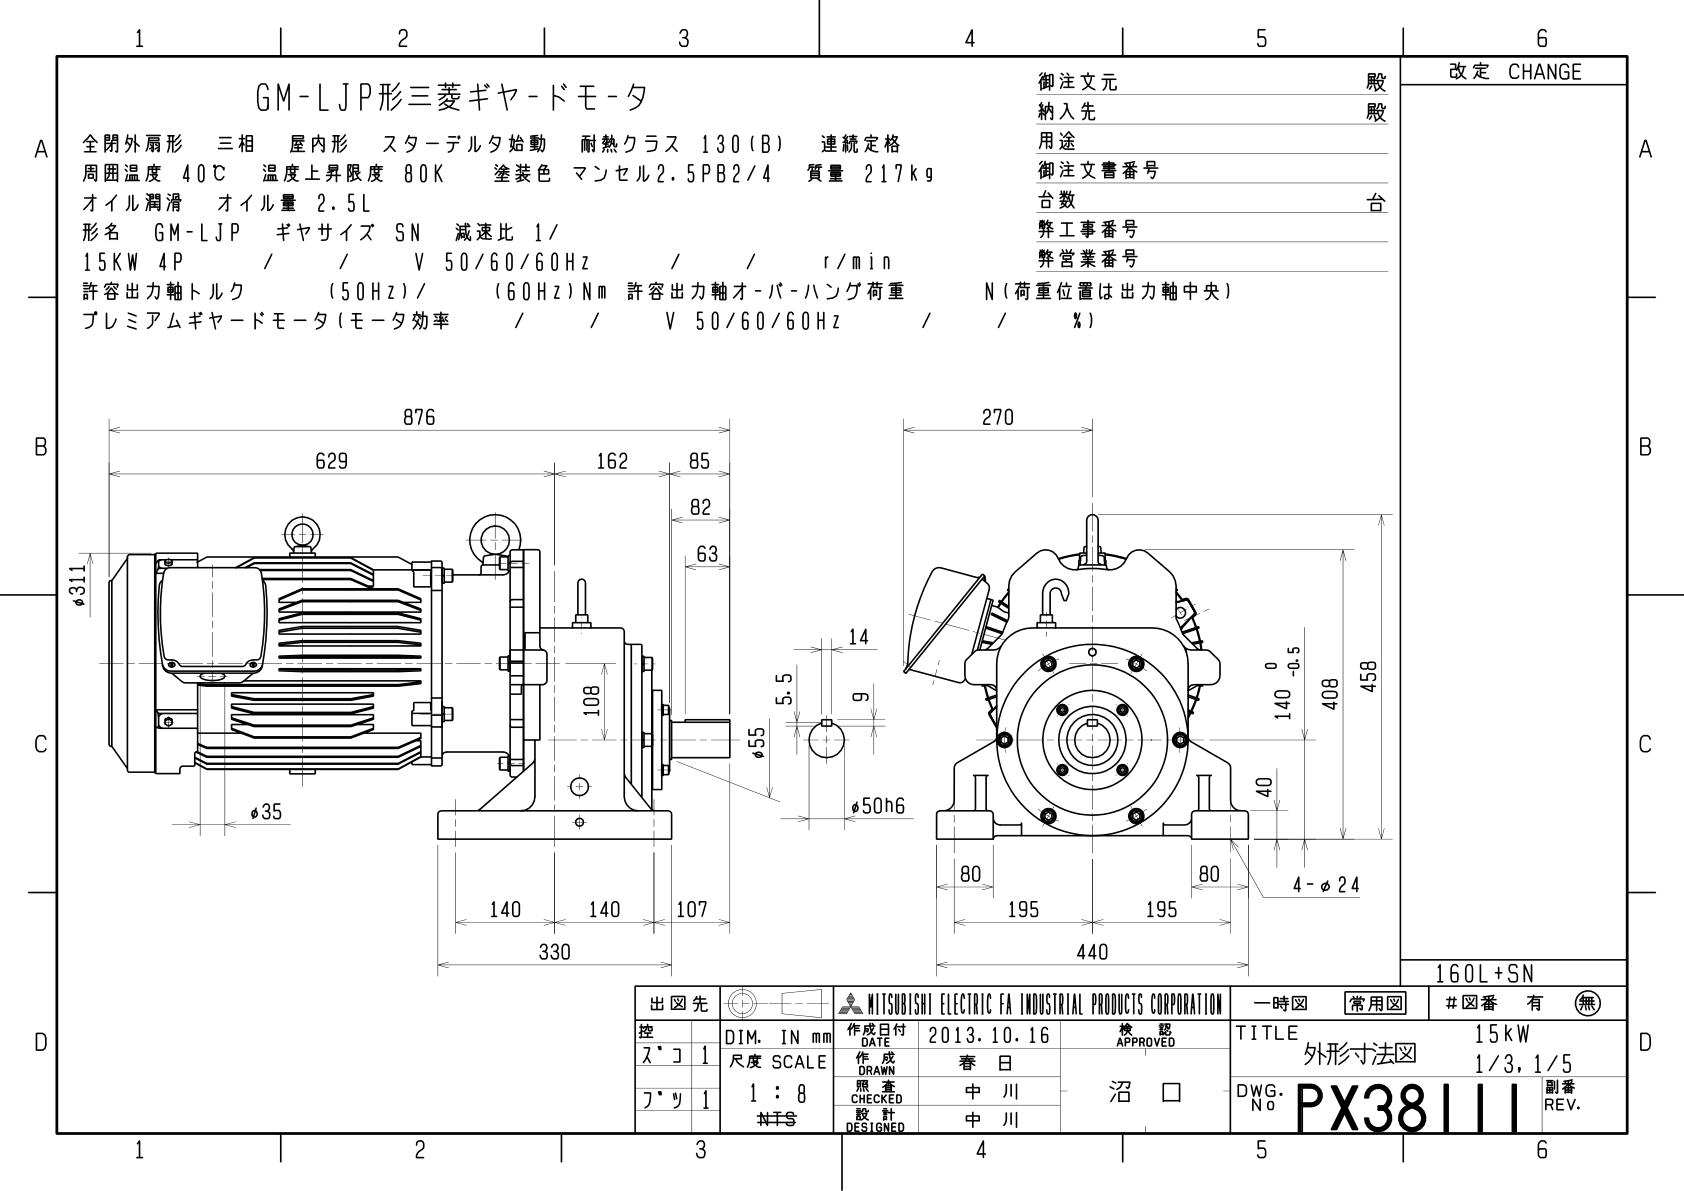 1 2 3 4 5 6
改定 CHANGE
GM-LJP形三菱ギヤードモータ
全閉外扇形 三相 屋内形 スターデルタ始動 耐熱クラス 130(B) 連続定格
周囲温度 40℃ 温度上昇限度 80K 塗装色 マンセル2.5PB2/4 質量 217kg
オイル潤滑 オイル量 2.5L
形名 GM-LJP ギヤサイズ SN 減速比 1/
15KW 4P / / V 50/60/60Hz / / r/min
許容出力軸トルク (50Hz)/ (60Hz)Nm 許容出力軸オーバーハング荷重 N(荷重位置は出力軸中央)
プレミアムギヤードモータ(モータ効率 / / V 50/60/60Hz / / %)
御注文元 殿
納入先 殿
用途
御注文書番号
台数 台
弊工事番号
弊営業番号
A A
B B
C C
D D
876
629 162 85
82
63
φ311
108
φ35
φ55
140 140 107
330
14
5.5
9
φ50h6
270
140 0 -0.5
408
458
40
80 80
4-φ24
195 195
440
160L+SN
出図先
控
ズコ 1
ブツ 1
DIM. IN mm
尺度 SCALE
1 : 8
NTS
MITSUBISHI ELECTRIC FA INDUSTRIAL PRODUCTS CORPORATION
作成日付 DATE 2013.10.16
検認 APPROVED
作成 DRAWN 春日
照査 CHECKED 中川
沼口
設計 DESIGNED 中川
一時図 常用図 #図番 有 無
TITLE
外形寸法図
15kW
1/3,1/5
DWG. No PX38111
副番 REV.
1 2 3 4 5 6